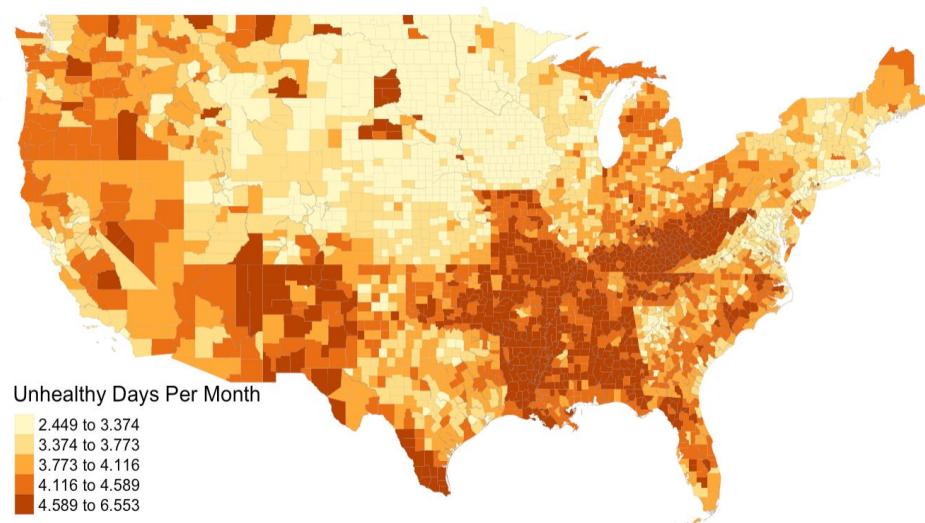 Unhealthy Days Per Month
2.449 to 3.374
3.374 to 3.773
3.773 to 4.116
4.116 to 4.589
4.589 to 6.553